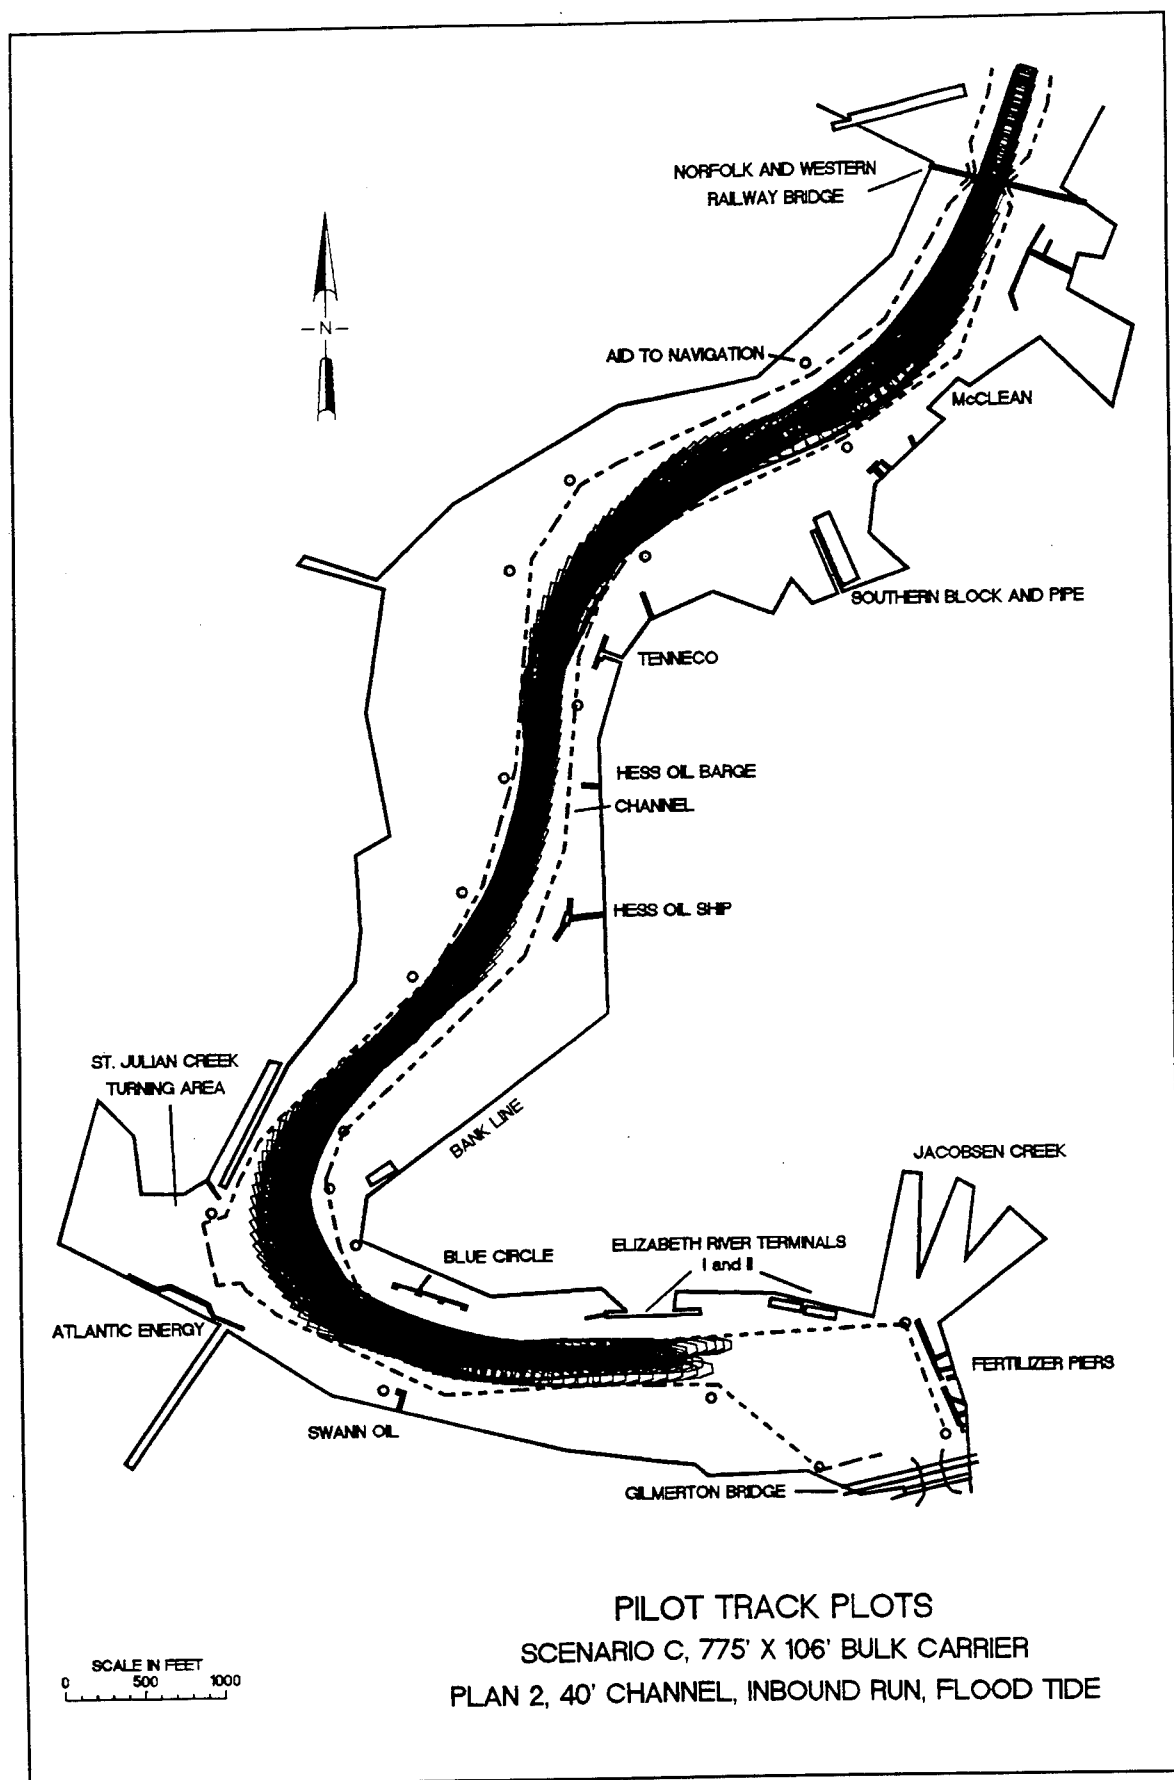 NORFOLK AND WESTERN
RAILWAY BRIDGE
N
AID TO NAVIGATION
McCLEAN
SOUTHERN BLOCK AND PIPE
TENNECO
HESS OIL BARGE
CHANNEL
HESS OIL SHIP
ST. JULIAN CREEK
TURNING AREA
BANK LINE
JACOBSEN CREEK
ELIZABETH RIVER TERMINALS
I and II
BLUE CIRCLE
ATLANTIC ENERGY
FERTILIZER PIERS
SWANN OIL
GILMERTON BRIDGE
PILOT TRACK PLOTS
SCENARIO C, 775' X 106' BULK CARRIER
PLAN 2, 40' CHANNEL, INBOUND RUN, FLOOD TIDE
SCALE IN FEET
0 500 1000